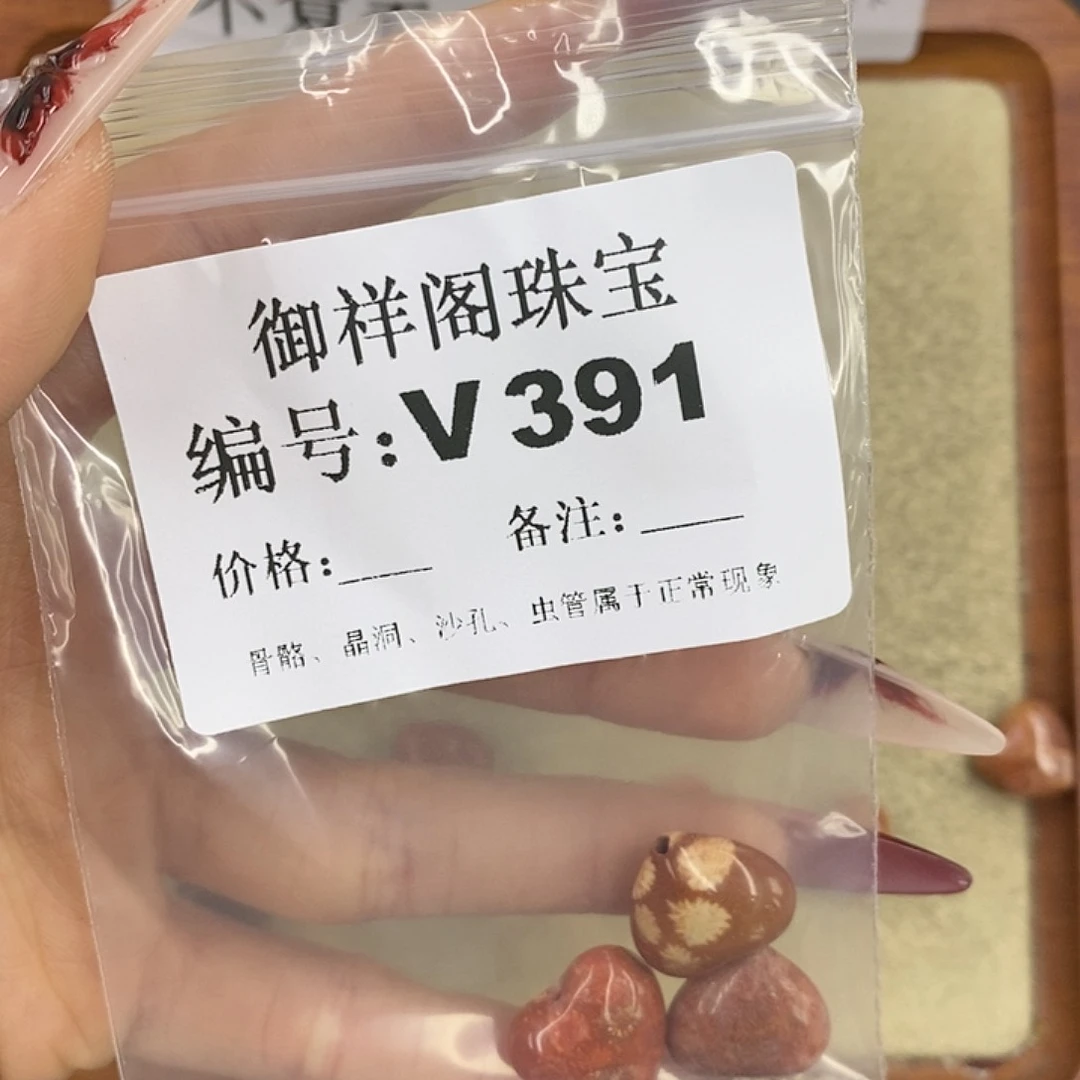 御祥阁珠宝
编号:V391
价格:____ 备注:____
骨骼、晶洞、沙孔、虫管属于正常现象